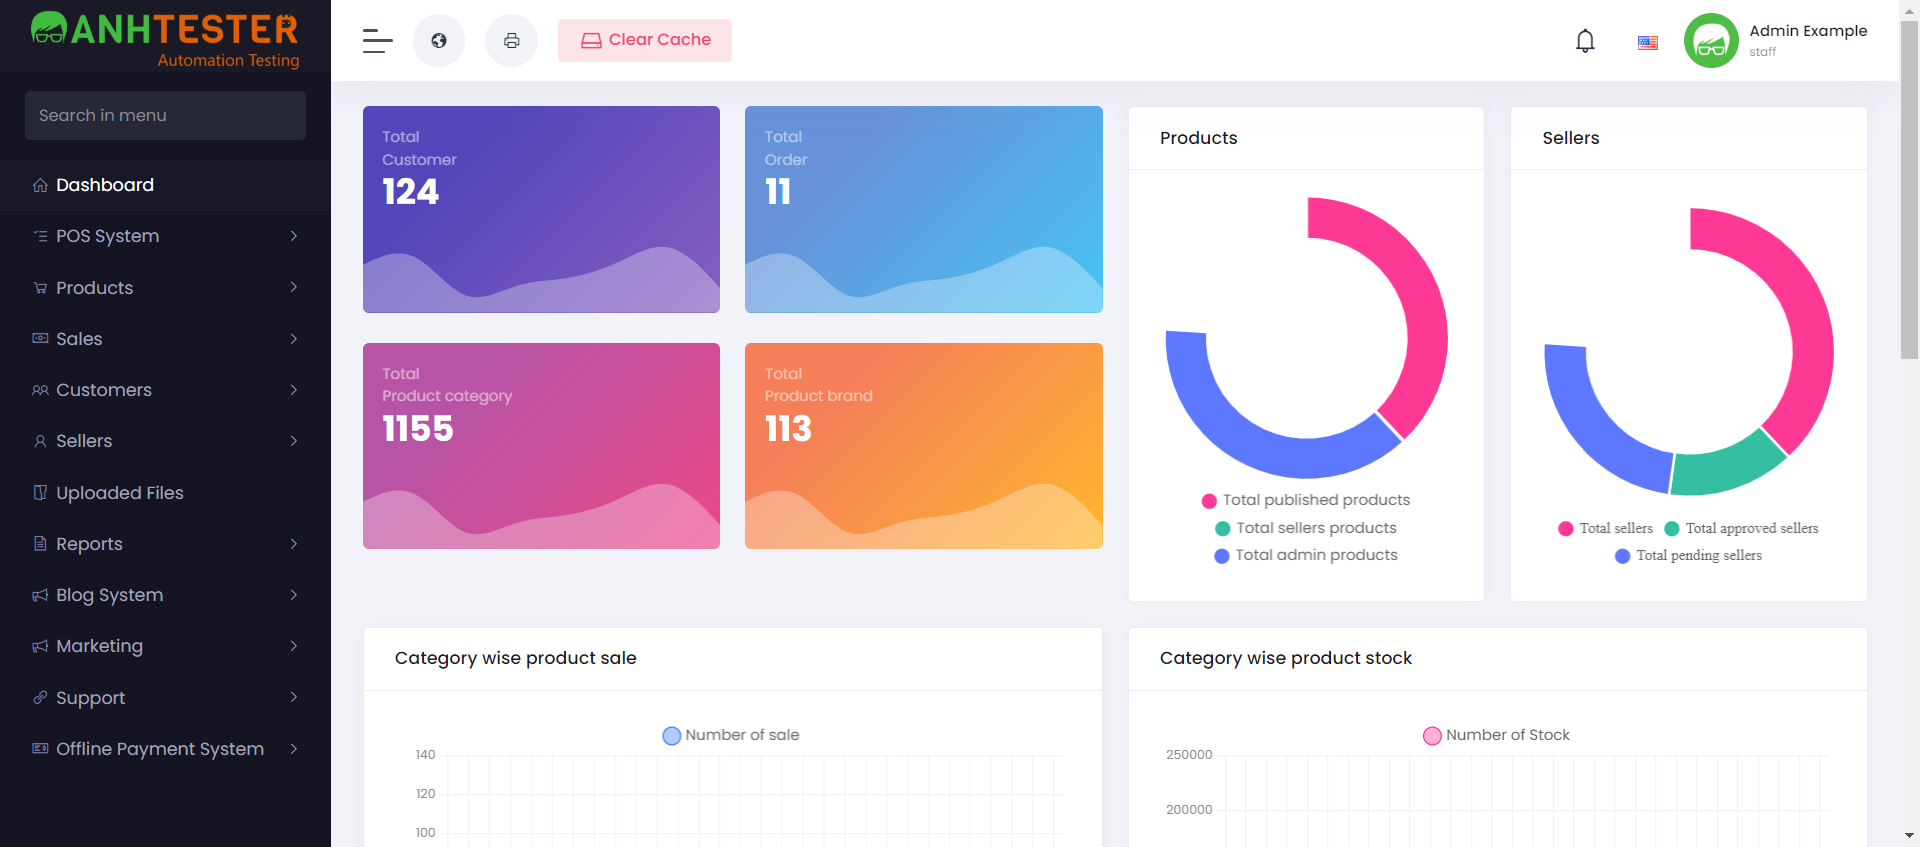 ANHTESTER
Automation Testing
Search in menu
Dashboard
POS System
Products
Sales
Customers
Sellers
Uploaded Files
Reports
Blog System
Marketing
Support
Offline Payment System
Clear Cache
Admin Example
staff
Total
Customer
124
Total
Order
11
Total
Product category
1155
Total
Product brand
113
Products
Total published products
Total sellers products
Total admin products
Sellers
Total sellers Total approved sellers
Total pending sellers
Category wise product sale
Number of sale
140
120
100
Category wise product stock
Number of Stock
250000
200000